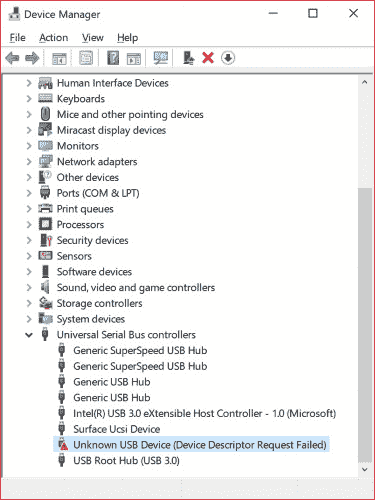 Device Manager
File Action View Help
Human Interface Devices
Keyboards
Mice and other pointing devices
Miracast display devices
Monitors
Network adapters
Other devices
Ports (COM & LPT)
Print queues
Processors
Security devices
Sensors
Software devices
Sound, video and game controllers
Storage controllers
System devices
Universal Serial Bus controllers
Generic SuperSpeed USB Hub
Generic SuperSpeed USB Hub
Generic USB Hub
Generic USB Hub
Intel(R) USB 3.0 eXtensible Host Controller - 1.0 (Microsoft)
Surface Ucsi Device
Unknown USB Device (Device Descriptor Request Failed)
USB Root Hub (USB 3.0)